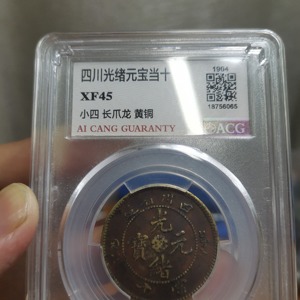 四川光绪元宝当十
1904
XF45
小四 长爪龙 黄铜
18756065
AI CANG GUARANTY
ACG
光
元
緒
寶